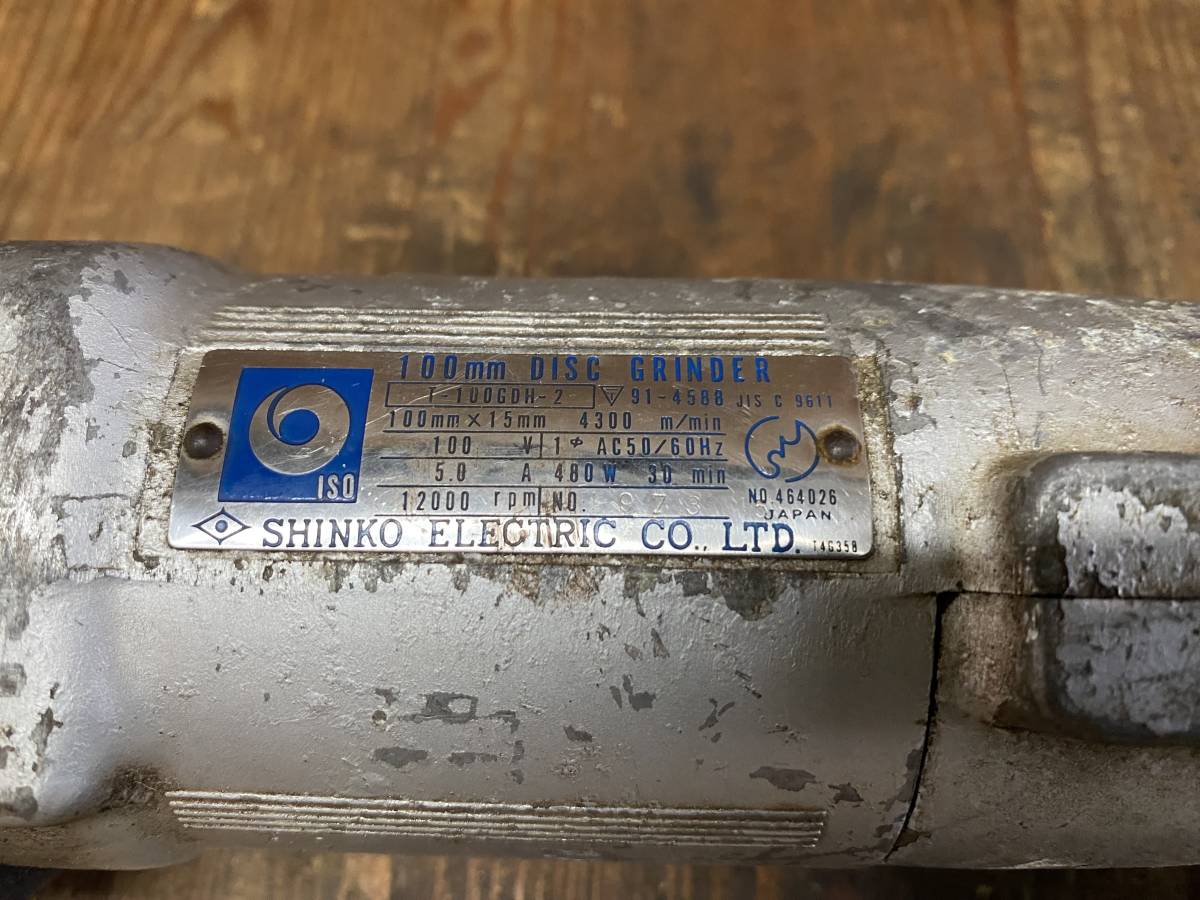 100mm DISC GRINDER
T-100GDH-2 ▽T 91-4588 JIS C 9611
100mm×15mm 4300 m/min
100 V 1φ AC50/60Hz
5.0 A 480W 30 min
12000 rpm NO.
ISO
NO.464026
JAPAN
SHINKO ELECTRIC CO., LTD. T4G358